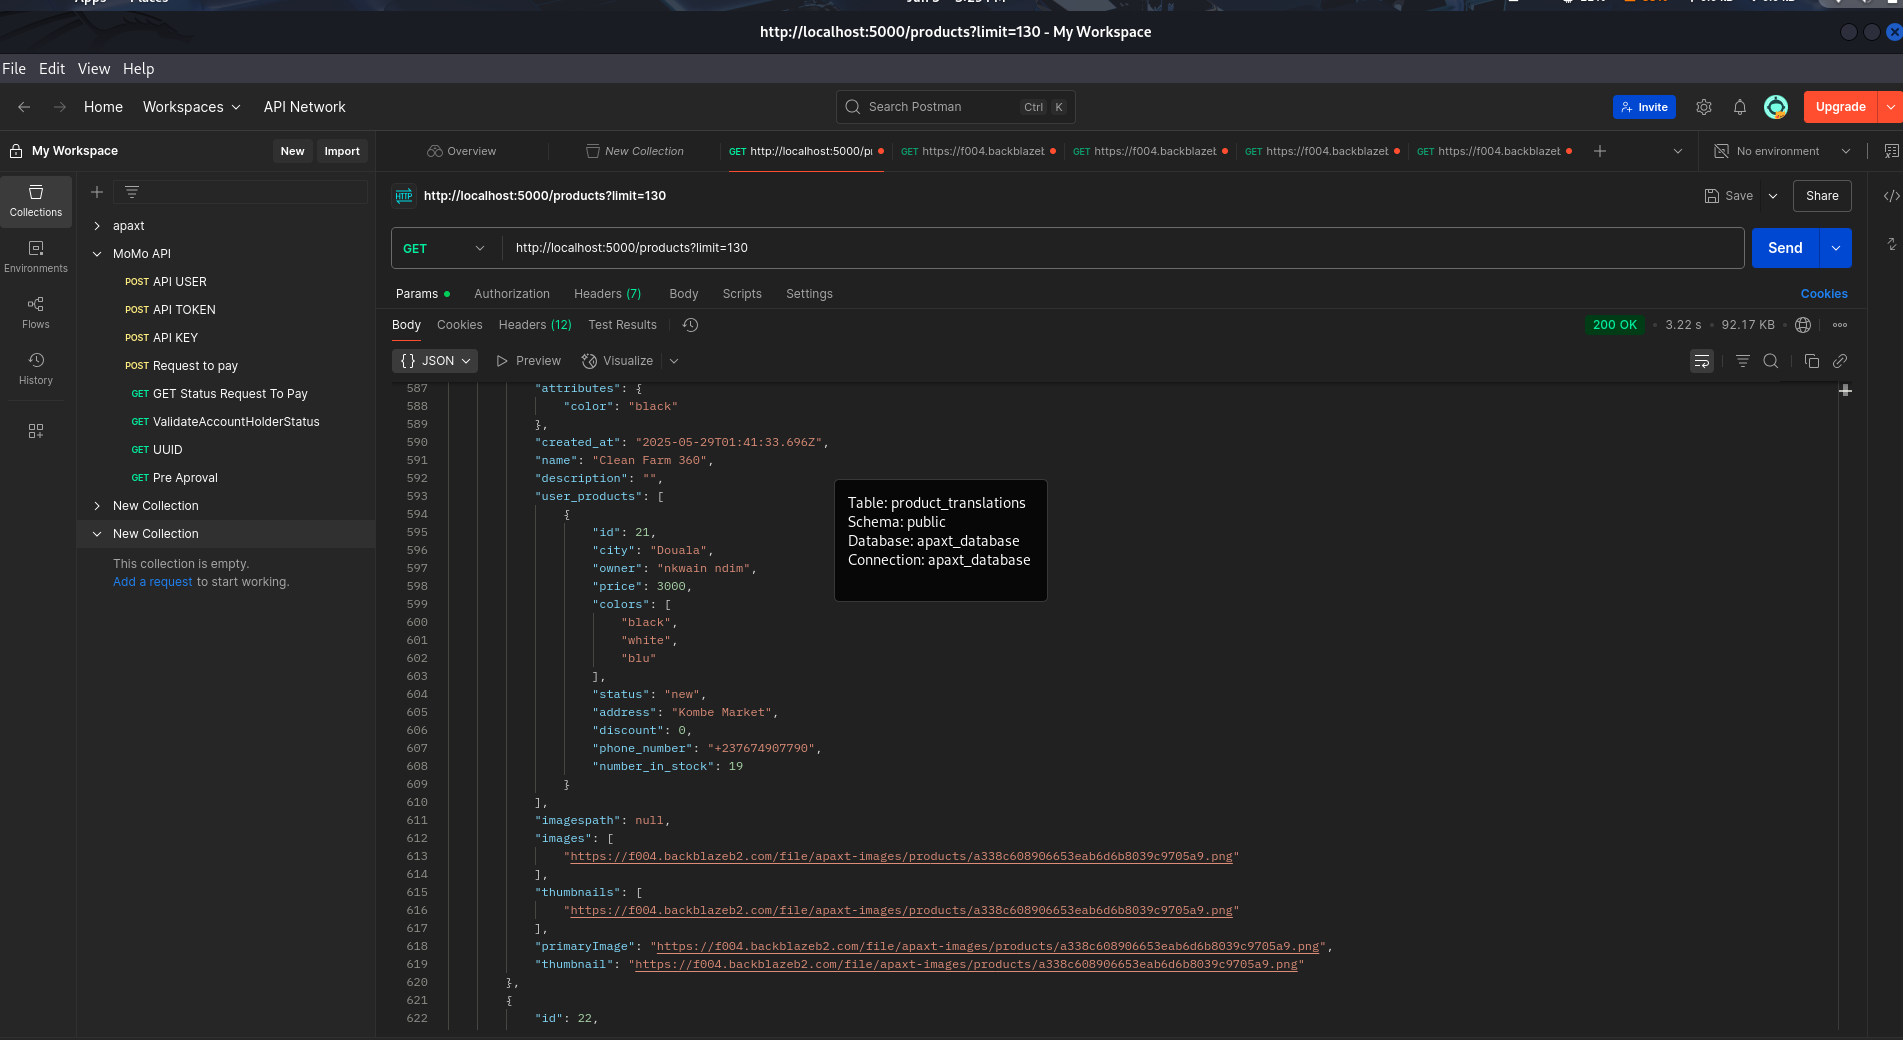 http://localhost:5000/products?limit=130 - My Workspace
File Edit View Help
Home Workspaces API Network
Search Postman Ctrl K
Invite
Upgrade
My Workspace New Import
Overview
New Collection
GET http://localhost:5000/pr
GET https://f004.backblazet
GET https://f004.backblazet
GET https://f004.backblazet
GET https://f004.backblazet
No environment
Collections
Environments
Flows
History
apaxt
MoMo API
POST API USER
POST API TOKEN
POST API KEY
POST Request to pay
GET GET Status Request To Pay
GET ValidateAccountHolderStatus
GET UUID
GET Pre Aproval
New Collection
New Collection
This collection is empty.
Add a request to start working.
HTTP http://localhost:5000/products?limit=130
Save Share
GET http://localhost:5000/products?limit=130 Send
Params Authorization Headers (7) Body Scripts Settings Cookies
Body Cookies Headers (12) Test Results
200 OK • 3.22 s • 92.17 KB
{} JSON Preview Visualize
587 "attributes": {
588 "color": "black"
589 },
590 "created_at": "2025-05-29T01:41:33.696Z",
591 "name": "Clean Farm 360",
592 "description": "",
593 "user_products": [
594 {
595 "id": 21,
596 "city": "Douala",
597 "owner": "nkwain ndim",
598 "price": 3000,
599 "colors": [
600 "black",
601 "white",
602 "blu"
603 ],
604 "status": "new",
605 "address": "Kombe Market",
606 "discount": 0,
607 "phone_number": "+237674907790",
608 "number_in_stock": 19
609 }
610 ],
611 "imagespath": null,
612 "images": [
613 "https://f004.backblazeb2.com/file/apaxt-images/products/a338c608906653eab6d6b8039c9705a9.png"
614 ],
615 "thumbnails": [
616 "https://f004.backblazeb2.com/file/apaxt-images/products/a338c608906653eab6d6b8039c9705a9.png"
617 ],
618 "primaryImage": "https://f004.backblazeb2.com/file/apaxt-images/products/a338c608906653eab6d6b8039c9705a9.png",
619 "thumbnail": "https://f004.backblazeb2.com/file/apaxt-images/products/a338c608906653eab6d6b8039c9705a9.png"
620 },
621 {
622 "id": 22,
Table: product_translations
Schema: public
Database: apaxt_database
Connection: apaxt_database